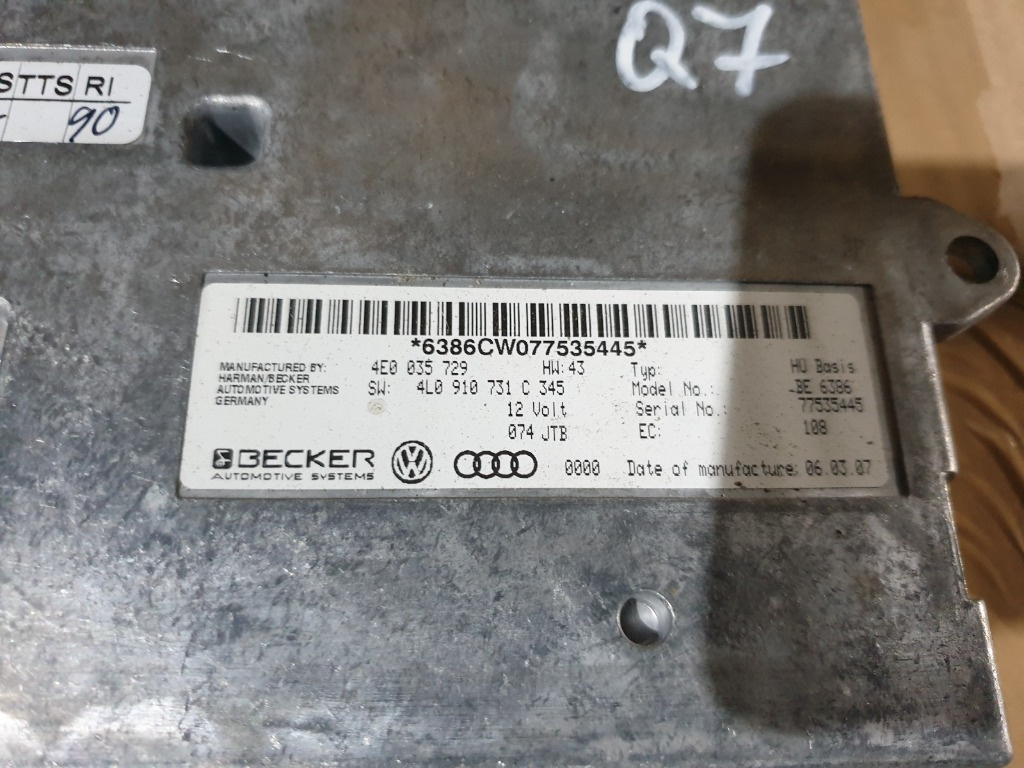 Q7
STTS RI
90
*6386CW077535445*
MANUFACTURED BY:
HARMAN/BECKER
AUTOMOTIVE SYSTEMS
GERMANY
4E0 035 729 HW:43
SW: 4L0 910 731 C 345
12 Volt
074 JTB
Typ: HU Basis
Model No.: BE 6386
Serial No.: 77535445
EC: 108
BECKER
AUTOMOTIVE SYSTEMS
0000 Date of manufacture: 06.03.07